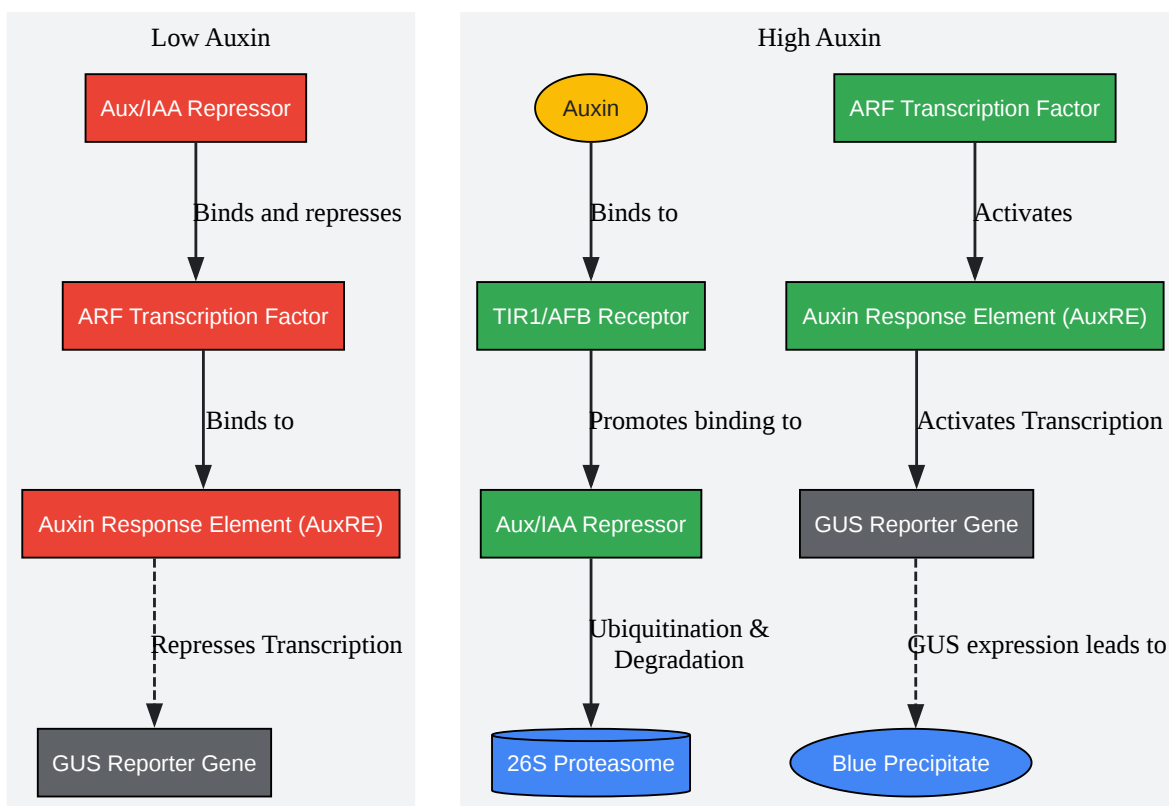 Low Auxin
Aux/IAA Repressor
Binds and represses
ARF Transcription Factor
Binds to
Auxin Response Element (AuxRE)
Represses Transcription
GUS Reporter Gene
High Auxin
Auxin
Binds to
TIR1/AFB Receptor
Promotes binding to
Aux/IAA Repressor
Ubiquitination &
Degradation
26S Proteasome
ARF Transcription Factor
Activates
Auxin Response Element (AuxRE)
Activates Transcription
GUS Reporter Gene
GUS expression leads to
Blue Precipitate